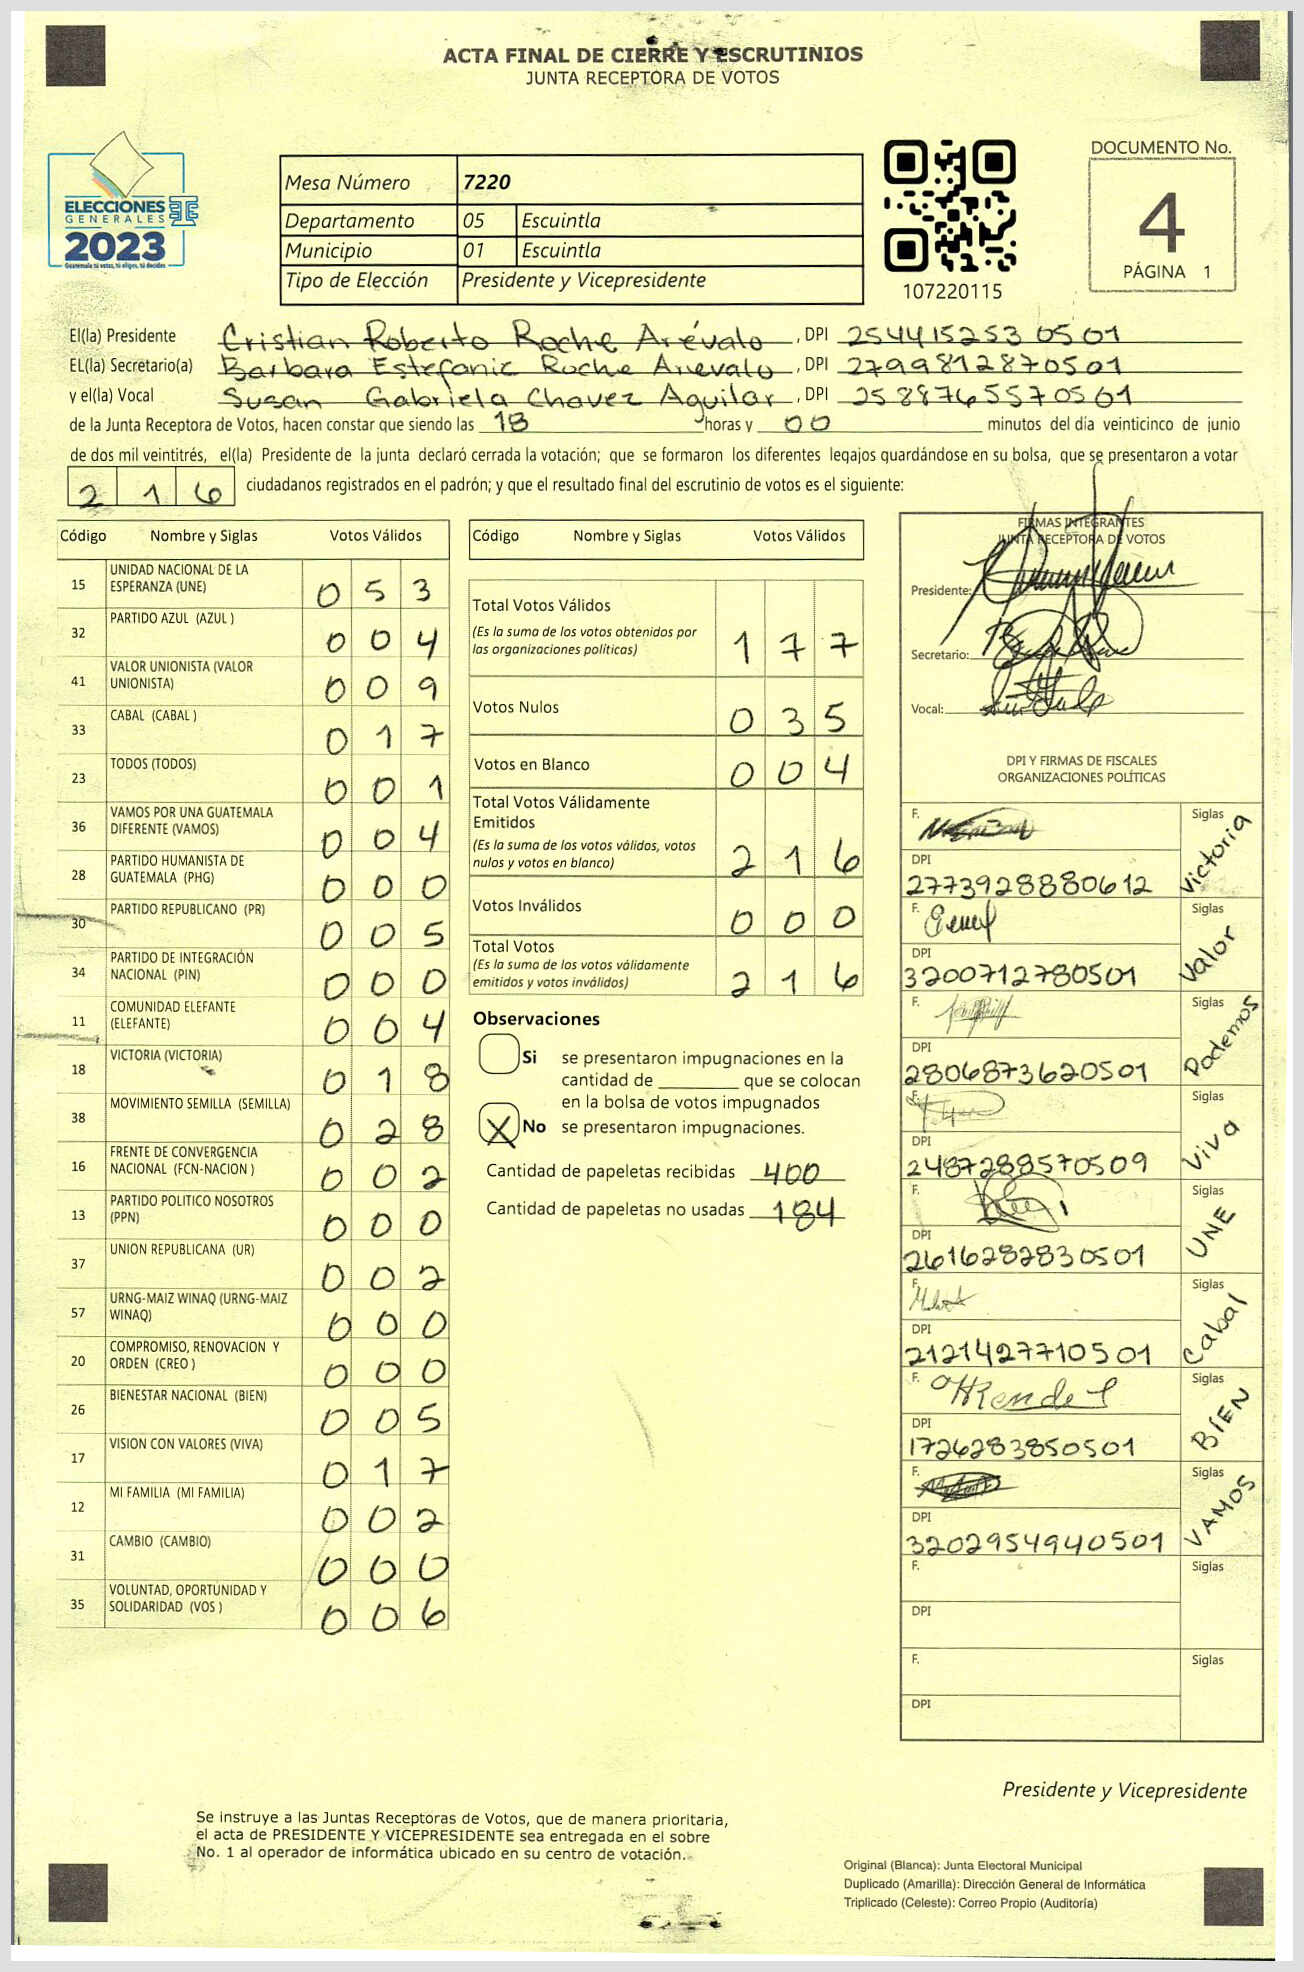 ACTA FINAL DE CIERRE Y ESCRUTINIOS
JUNTA RECEPTORA DE VOTOS
ELECCIONES
GENERALES
2023
Guatemala tú votas, tú eliges, tú decides
Mesa Número 7220
Departamento 05 Escuintla
Municipio 01 Escuintla
Tipo de Elección Presidente y Vicepresidente
107220115
DOCUMENTO No.
4
PÁGINA 1
El(la) Presidente Cristian Roberto Roche Arévalo, DPI 2544152530501
EL(la) Secretario(a) Barbara Estefanic Roche Arevalo, DPI 2799812870501
y el(la) Vocal Susan Gabriela Chavez Aguilar, DPI 2588765570501
de la Junta Receptora de Votos, hacen constar que siendo las 18 horas y 00 minutos del día veinticinco de junio
de dos mil veintitrés, el(la) Presidente de la junta declaró cerrada la votación; que se formaron los diferentes legajos guardándose en su bolsa, que se presentaron a votar
216 ciudadanos registrados en el padrón; y que el resultado final del escrutinio de votos es el siguiente:
Código Nombre y Siglas Votos Válidos
15 UNIDAD NACIONAL DE LA ESPERANZA (UNE) 053
32 PARTIDO AZUL (AZUL ) 004
41 VALOR UNIONISTA (VALOR UNIONISTA) 009
33 CABAL (CABAL ) 017
23 TODOS (TODOS) 001
36 VAMOS POR UNA GUATEMALA DIFERENTE (VAMOS) 004
28 PARTIDO HUMANISTA DE GUATEMALA (PHG) 000
30 PARTIDO REPUBLICANO (PR) 005
34 PARTIDO DE INTEGRACIÓN NACIONAL (PIN) 000
11 COMUNIDAD ELEFANTE (ELEFANTE) 004
18 VICTORIA (VICTORIA) 018
38 MOVIMIENTO SEMILLA (SEMILLA) 028
16 FRENTE DE CONVERGENCIA NACIONAL (FCN-NACION ) 002
13 PARTIDO POLITICO NOSOTROS (PPN) 000
37 UNION REPUBLICANA (UR) 002
57 URNG-MAIZ WINAQ (URNG-MAIZ WINAQ) 000
20 COMPROMISO, RENOVACION Y ORDEN (CREO ) 000
26 BIENESTAR NACIONAL (BIEN) 005
17 VISION CON VALORES (VIVA) 017
12 MI FAMILIA (MI FAMILIA) 002
31 CAMBIO (CAMBIO) 000
35 VOLUNTAD, OPORTUNIDAD Y SOLIDARIDAD (VOS ) 006
Código Nombre y Siglas Votos Válidos
Total Votos Válidos
(Es la suma de los votos obtenidos por
las organizaciones políticas) 177
Votos Nulos 035
Votos en Blanco 004
Total Votos Válidamente
Emitidos
(Es la suma de los votos válidos, votos
nulos y votos en blanco) 216
Votos Inválidos 000
Total Votos
(Es la suma de los votos válidamente
emitidos y votos inválidos) 216
Observaciones
Si se presentaron impugnaciones en la
cantidad de ________ que se colocan
en la bolsa de votos impugnados
X No se presentaron impugnaciones.
Cantidad de papeletas recibidas 400
Cantidad de papeletas no usadas 184
FIRMAS INTEGRANTES
JUNTA RECEPTORA DE VOTOS
Presidente:
Secretario:
Vocal:
DPI Y FIRMAS DE FISCALES
ORGANIZACIONES POLÍTICAS
F. Siglas Victoria
DPI
2773928880612
F. Siglas Valor
DPI
3200712780501
F. Siglas Podemos
DPI
2806873620501
F. Siglas Viva
DPI
2487288570509
F. Siglas UNE
DPI
2616282830501
F. Siglas Cabal
DPI
2121427710501
F. Siglas BIEN
DPI
1726283850501
F. Siglas VAMOS
DPI
3202954940501
F. Siglas
DPI
F. Siglas
DPI
Presidente y Vicepresidente
Se instruye a las Juntas Receptoras de Votos, que de manera prioritaria,
el acta de PRESIDENTE Y VICEPRESIDENTE sea entregada en el sobre
No. 1 al operador de informática ubicado en su centro de votación.
Original (Blanca): Junta Electoral Municipal
Duplicado (Amarilla): Dirección General de Informática
Triplicado (Celeste): Correo Propio (Auditoría)